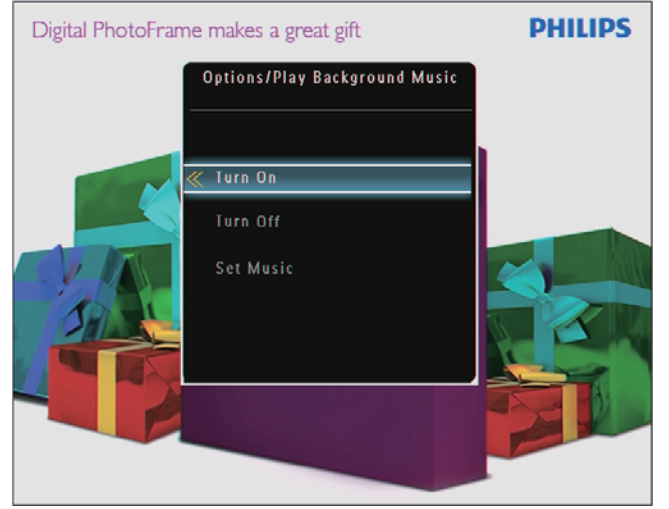 Digital PhotoFrame makes a great gift
PHILIPS
Options/Play Background Music
Turn On
Turn Off
Set Music